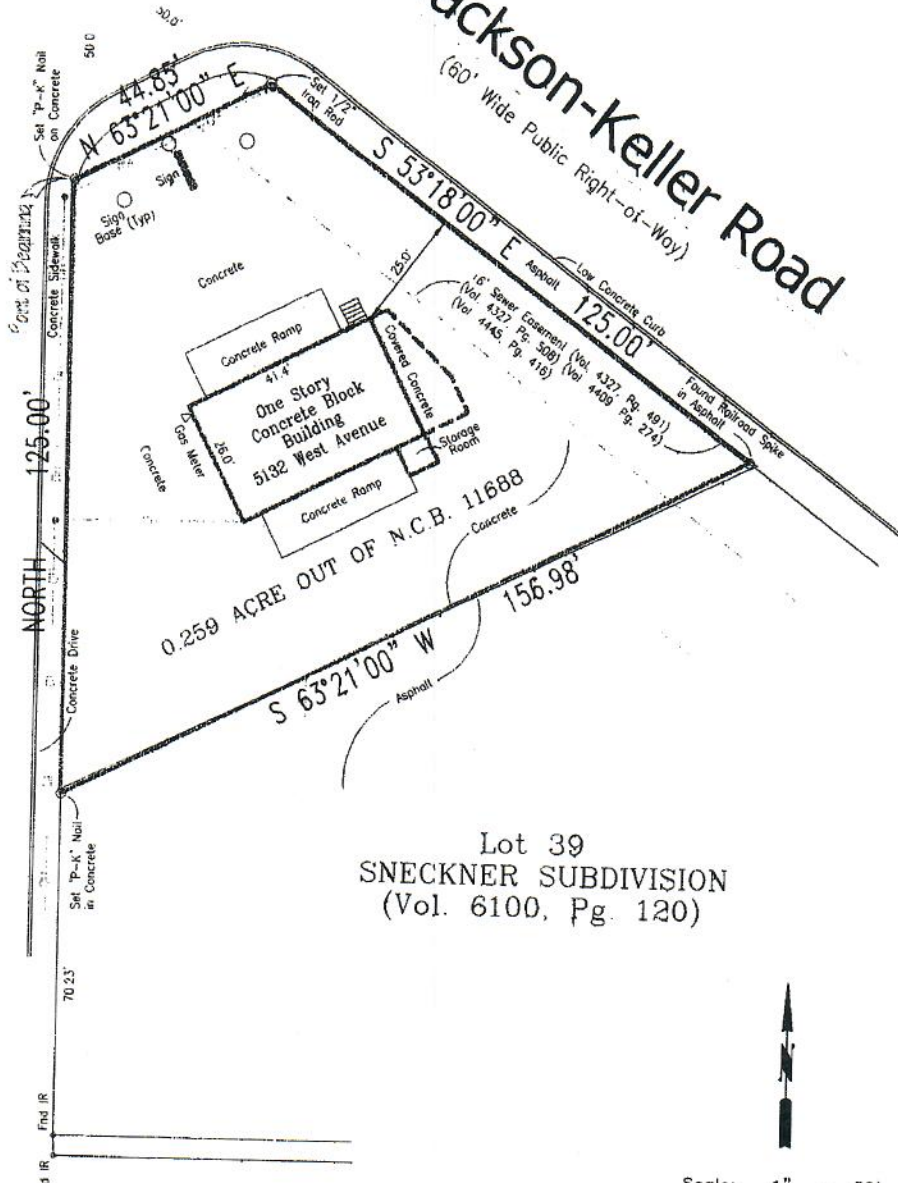 50.0'
50.0
Jackson-Keller Road
(60' Wide Public Right-of-Way)
Set "P-K" Nail
on Concrete
44.85'
N 63°21'00" E
Set 1/2"
Iron Rod
S 53°18'00" E
125.00'
Asphalt
Low Concrete Curb
Found Railroad Spike
in Asphalt
Point of Beginning
Concrete Sidewalk
Sign
Sign
Base (Typ)
Concrete
25.0'
16' Sewer Easement (Vol. 4327, Pg. 491)
(Vol. 4327, Pg. 508) (Vol. 4409 Pg. 274)
(Vol. 4445, Pg. 416)
Concrete Ramp
41.4'
One Story
Concrete Block
Building
5132 West Avenue
Covered Concrete
Storage
Room
Gas Meter
26.0'
Concrete
Concrete Ramp
125.00'
NORTH
Concrete Drive
0.259 ACRE OUT OF N.C.B. 11688
Concrete
156.98'
S 63°21'00" W
Asphalt
Set "P-K" Nail
in Concrete
Lot 39
SNECKNER SUBDIVISION
(Vol. 6100, Pg. 120)
70.23'
Fnd IR
N